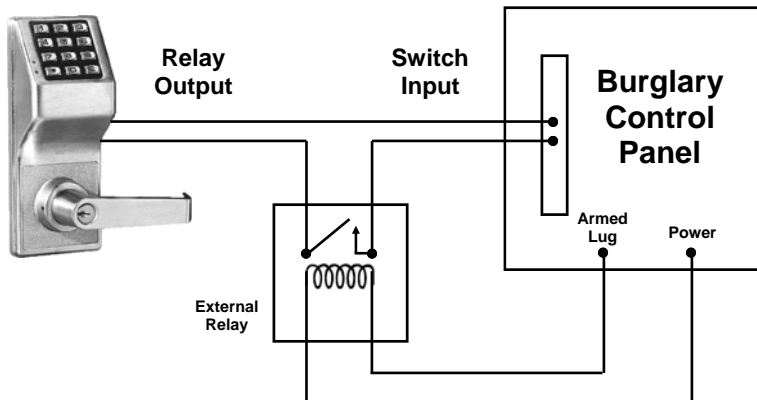 Relay
Output
Switch
Input
Burglary
Control
Panel
Armed
Lug
Power
External
Relay